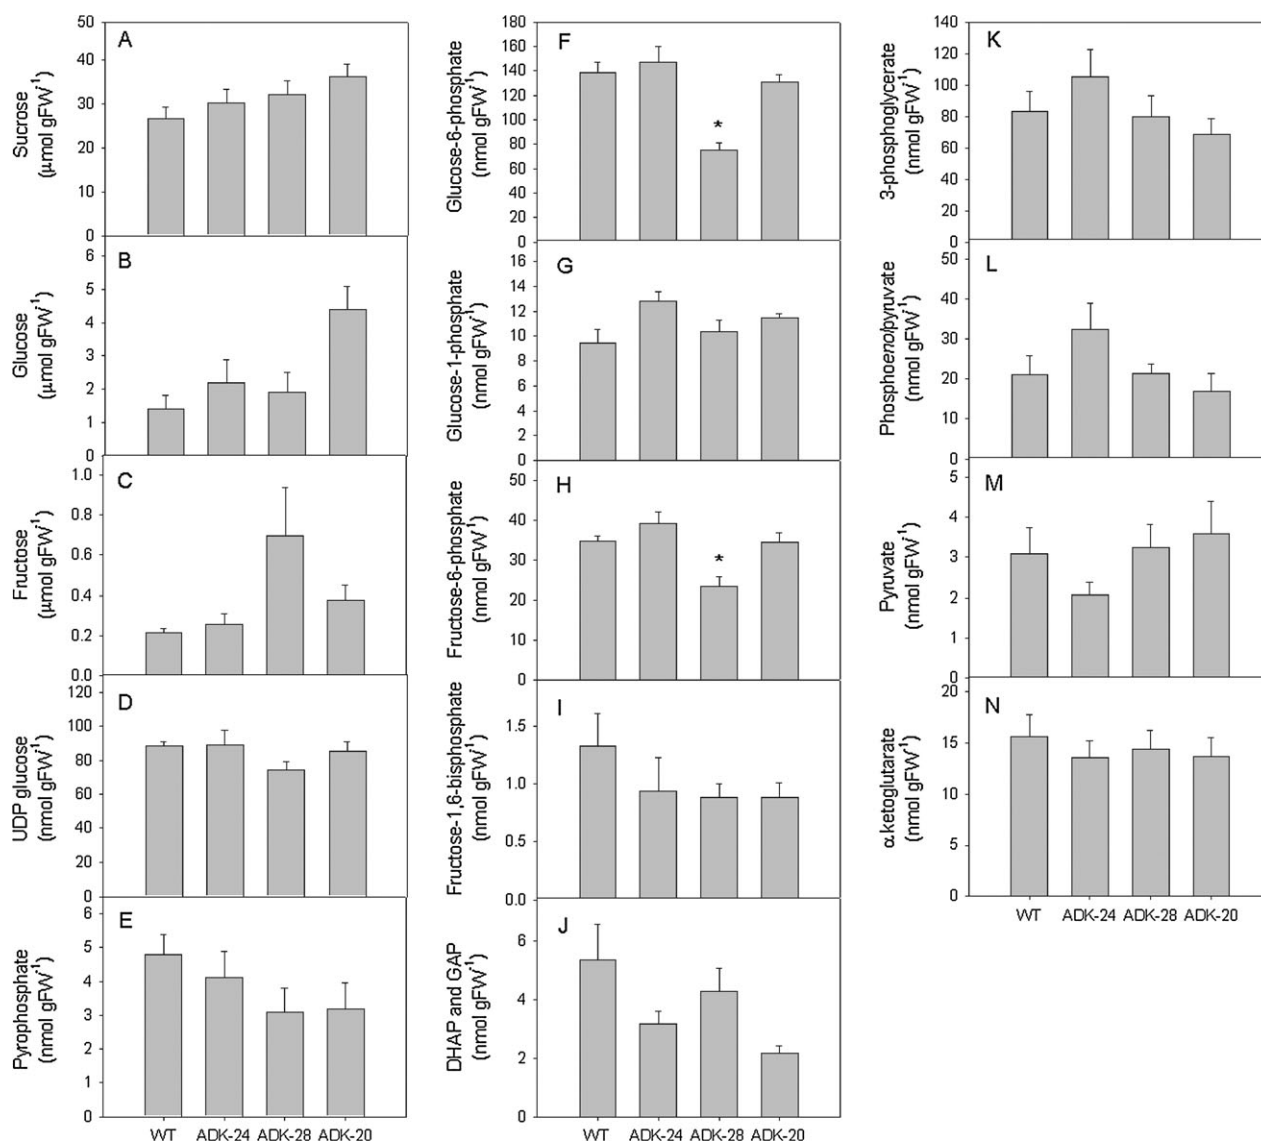 A
Sucrose
(μmol gFW⁻¹)
50
40
30
20
10
0
B
Glucose
(μmol gFW⁻¹)
6
5
4
3
2
1
0
C
Fructose
(μmol gFW⁻¹)
1.0
0.8
0.6
0.4
0.2
0.0
D
UDP glucose
(nmol gFW⁻¹)
120
100
80
60
40
20
0
E
Pyrophosphate
(nmol gFW⁻¹)
6
5
4
3
2
1
0
WT ADK-24 ADK-28 ADK-20
F
Glucose-6-phosphate
(nmol gFW⁻¹)
180
160
140
120
100
80
60
40
20
0
*
G
Glucose-1-phosphate
(nmol gFW⁻¹)
16
14
12
10
8
6
4
2
0
H
Fructose-6-phosphate
(nmol gFW⁻¹)
50
40
30
20
10
0
*
I
Fructose-1,6-bisphosphate
(nmol gFW⁻¹)
1.5
1.0
0.5
0.0
J
DHAP and GAP
(nmol gFW⁻¹)
6
4
2
0
WT ADK-24 ADK-28 ADK-20
K
3-phosphoglycerate
(nmol gFW⁻¹)
140
120
100
80
60
40
20
0
L
Phosphoenolpyruvate
(nmol gFW⁻¹)
50
40
30
20
10
0
M
Pyruvate
(nmol gFW⁻¹)
5
4
3
2
1
0
N
α.ketoglutarate
(nmol gFW⁻¹)
20
15
10
5
0
WT ADK-24 ADK-28 ADK-20